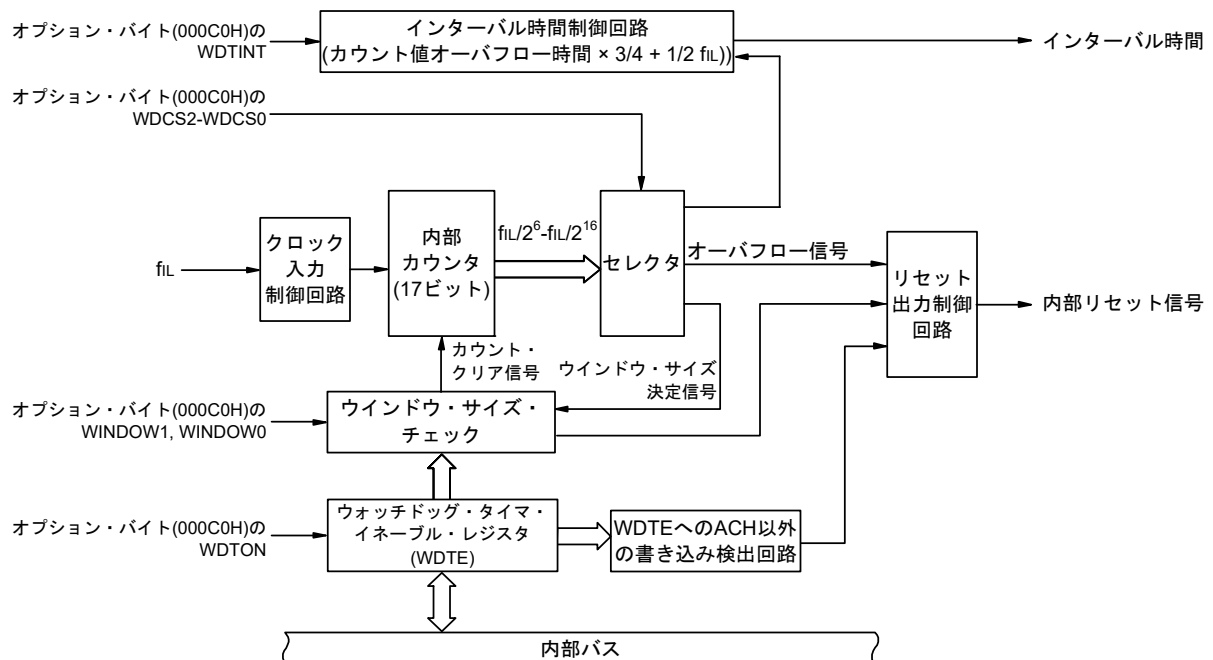 オプション・バイト(000C0H)の
WDTINT
インターバル時間制御回路
(カウント値オーバフロー時間 × 3/4 + 1/2 fIL))
インターバル時間
オプション・バイト(000C0H)の
WDCS2-WDCS0
fIL
クロック
入力
制御回路
内部
カウンタ
(17ビット)
fIL/2^6-fIL/2^16
セレクタ
オーバフロー信号
リセット
出力制御
回路
内部リセット信号
カウント・
クリア信号
ウインドウ・サイズ
決定信号
オプション・バイト(000C0H)の
WINDOW1, WINDOW0
ウインドウ・サイズ・
チェック
オプション・バイト(000C0H)の
WDTON
ウォッチドッグ・タイマ・
イネーブル・レジスタ
(WDTE)
WDTEへのACH以外
の書き込み検出回路
内部バス